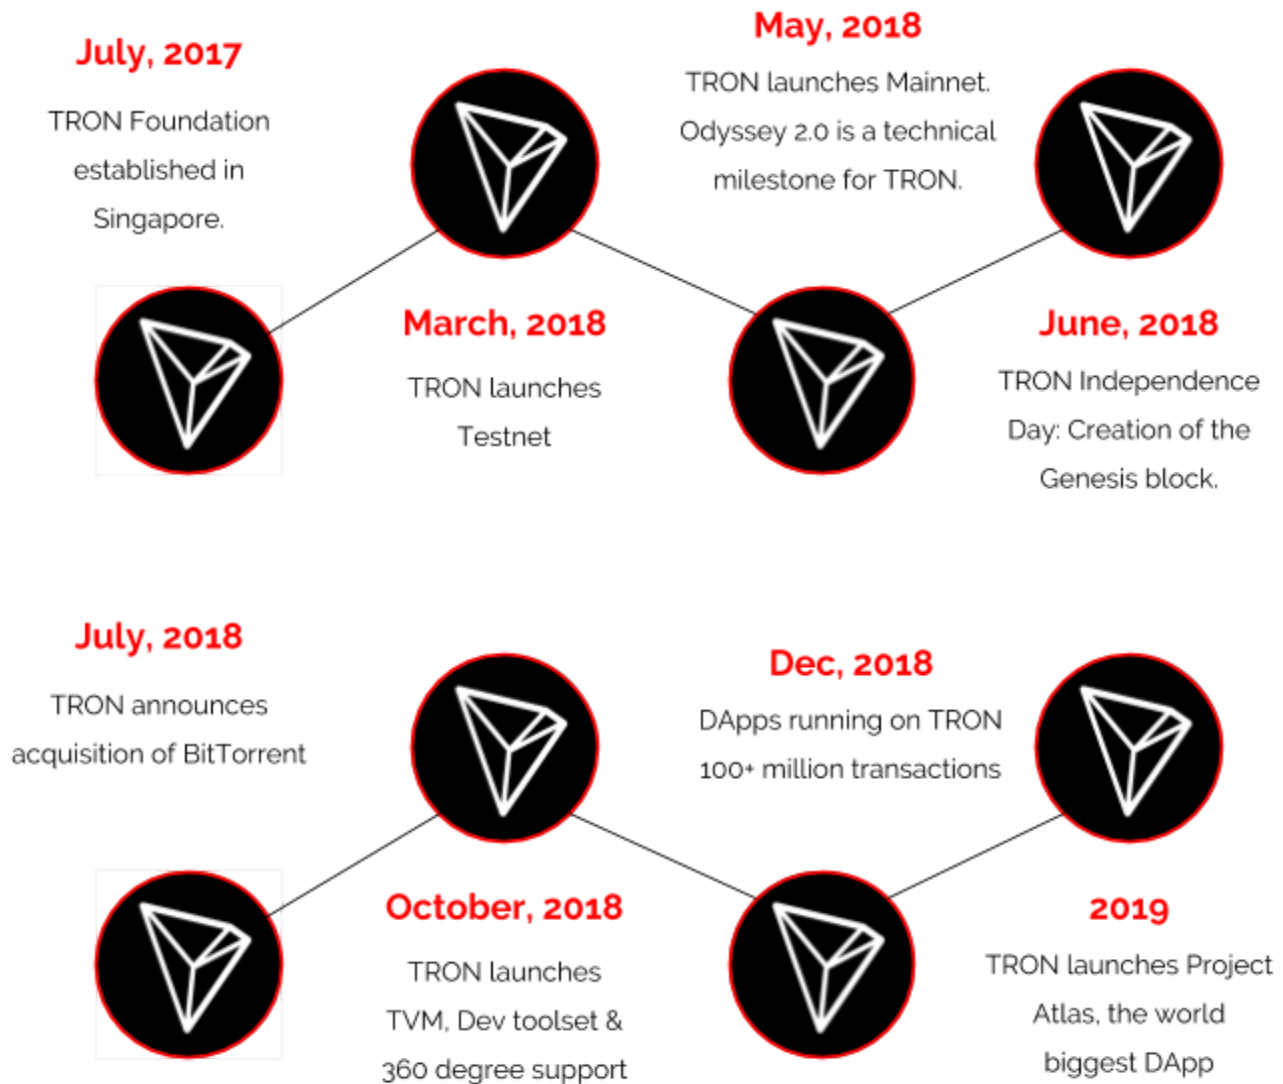 July, 2017
TRON Foundation
established in
Singapore.
March, 2018
TRON launches
Testnet
May, 2018
TRON launches Mainnet.
Odyssey 2.0 is a technical
milestone for TRON.
June, 2018
TRON Independence
Day: Creation of the
Genesis block.
July, 2018
TRON announces
acquisition of BitTorrent
October, 2018
TRON launches
TVM, Dev toolset &
360 degree support
Dec, 2018
DApps running on TRON
100+ million transactions
2019
TRON launches Project
Atlas, the world
biggest DApp